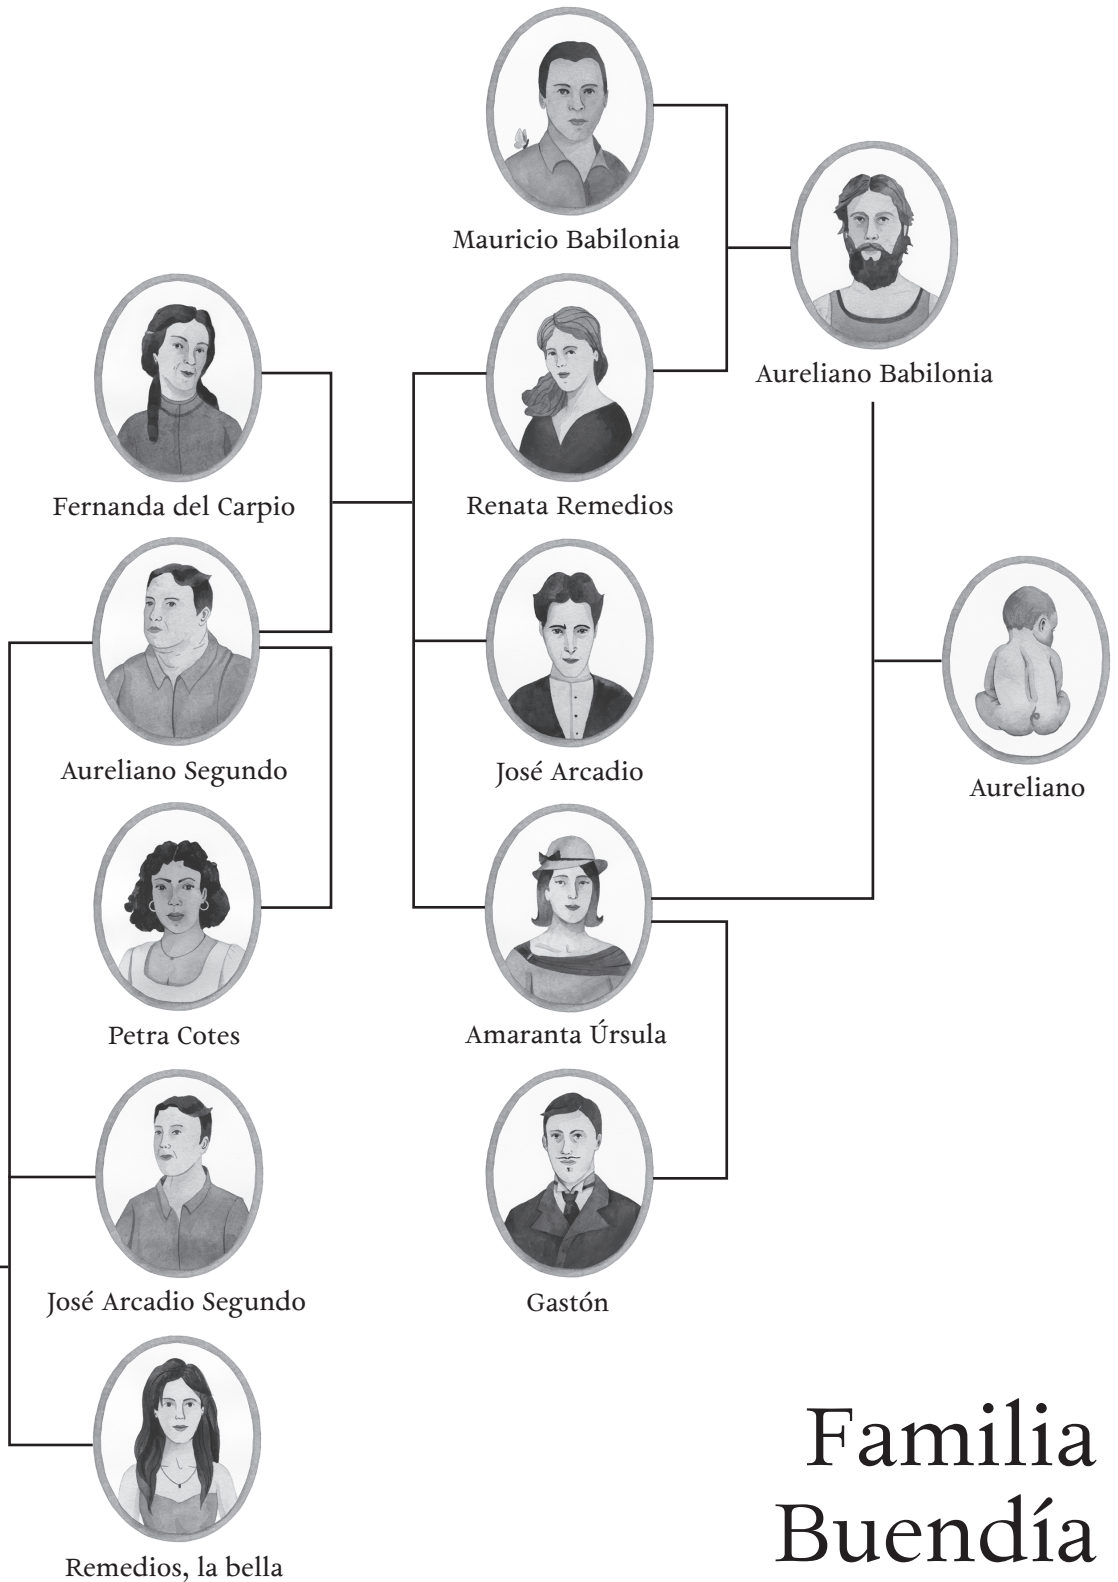 Mauricio Babilonia
Aureliano Babilonia
Fernanda del Carpio
Renata Remedios
Aureliano Segundo
José Arcadio
Aureliano
Petra Cotes
Amaranta Úrsula
José Arcadio Segundo
Gastón
Remedios, la bella
Familia
Buendía